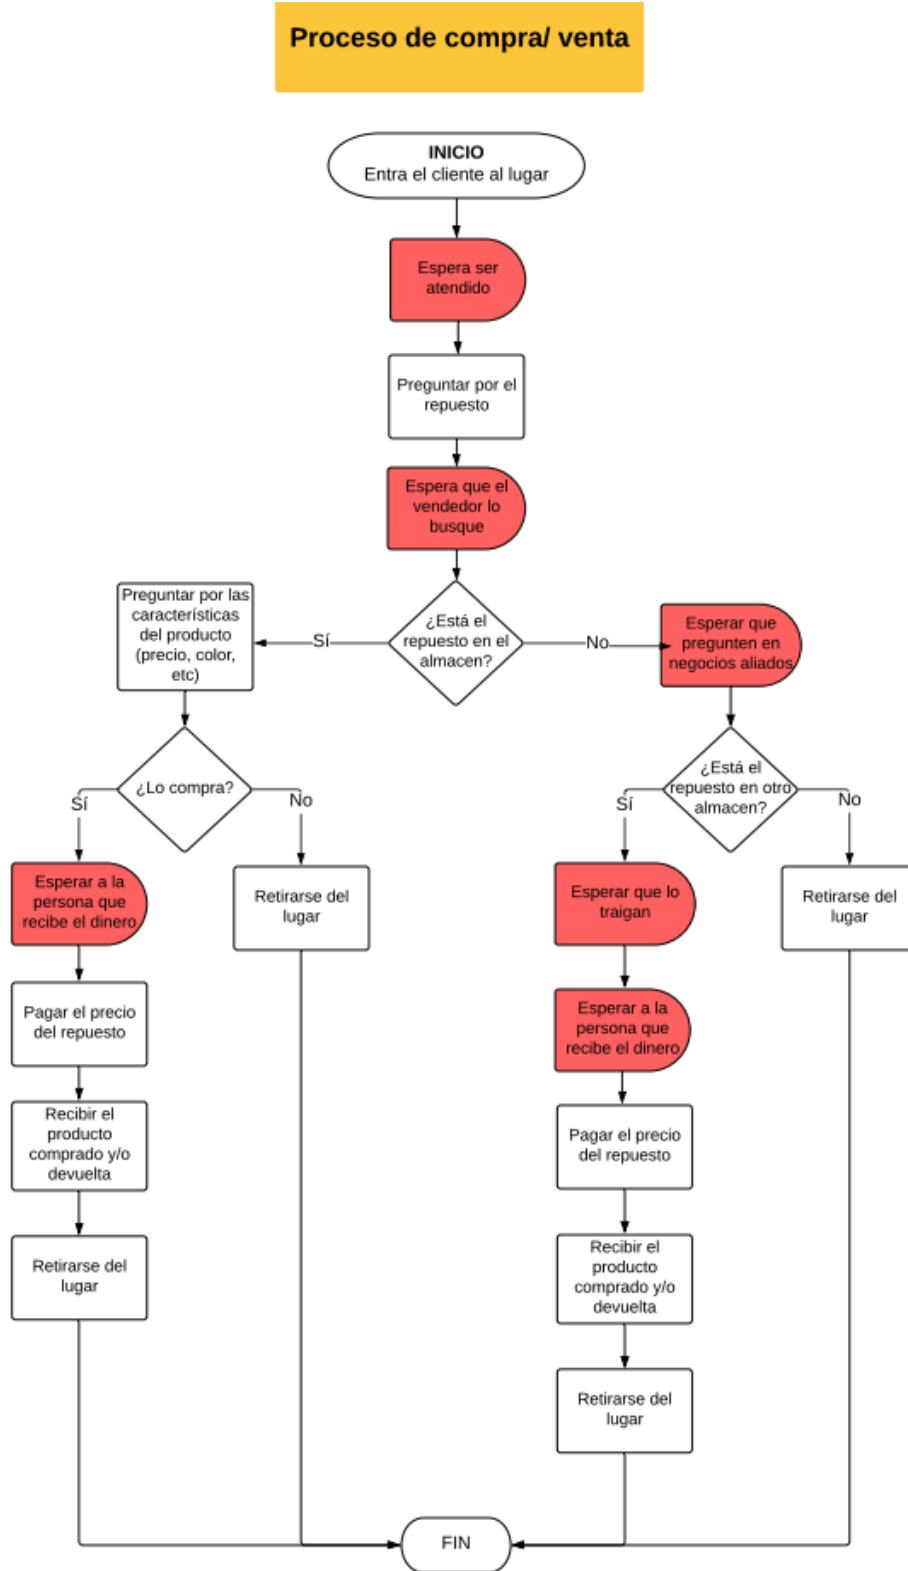 Proceso de compra/ venta
INICIO
Entra el cliente al lugar
Espera ser
atendido
Preguntar por el
repuesto
Espera que el
vendedor lo
busque
¿Está el
repuesto en el
almacen?
Sí
No
Preguntar por las
características
del producto
(precio, color,
etc)
Esperar que
pregunten en
negocios aliados
¿Lo compra?
Sí
No
¿Está el
repuesto en otro
almacen?
Sí
No
Esperar a la
persona que
recibe el dinero
Retirarse del
lugar
Esperar que lo
traigan
Retirarse del
lugar
Pagar el precio
del repuesto
Esperar a la
persona que
recibe el dinero
Recibir el
producto
comprado y/o
devuelta
Pagar el precio
del repuesto
Retirarse del
lugar
Recibir el
producto
comprado y/o
devuelta
Retirarse del
lugar
FIN